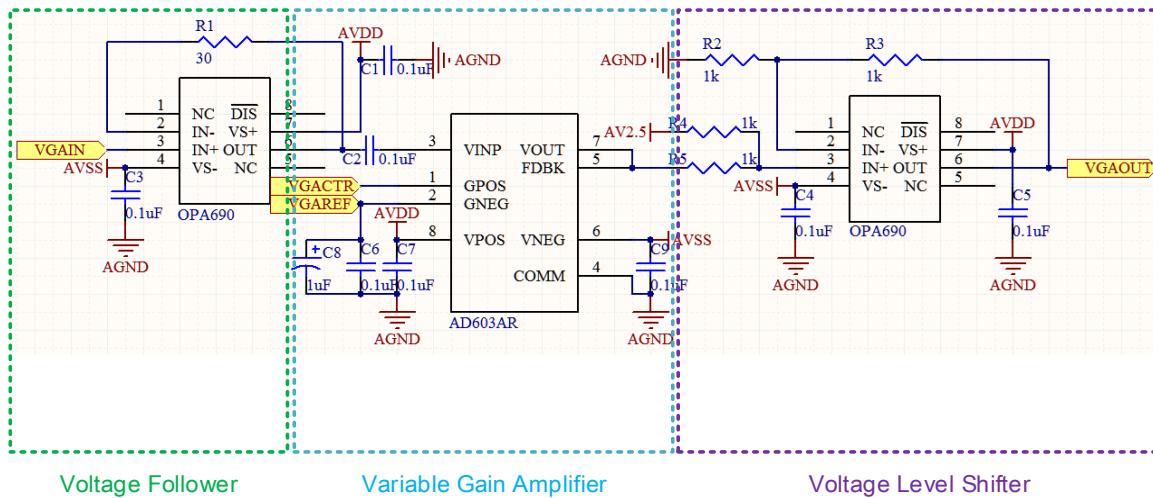 R1
30
AVDD
C1
0.1uF
AGND
1
2
3
4
NC
IN-
IN+
VS-
DIS
VS+
OUT
NC
8
7
6
5
OPA690
VGAIN
AVSS
C3
0.1uF
AGND
C2
0.1uF
VGACTR
VGAREF
3
1
2
8
VINP
GPOS
GNEG
VPOS
VOUT
FDBK
VNEG
COMM
7
5
6
4
AD603AR
AVDD
C8
1uF
C6
0.1uF
C7
0.1uF
AGND
AVSS
C9
0.1uF
AGND
AGND
R2
1k
R3
1k
AV2.5
R4
1k
R5
1k
1
2
3
4
NC
IN-
IN+
VS-
DIS
VS+
OUT
NC
8
7
6
5
OPA690
AVSS
C4
0.1uF
AGND
AVDD
C5
0.1uF
AGND
VGAOUT
Voltage Follower
Variable Gain Amplifier
Voltage Level Shifter